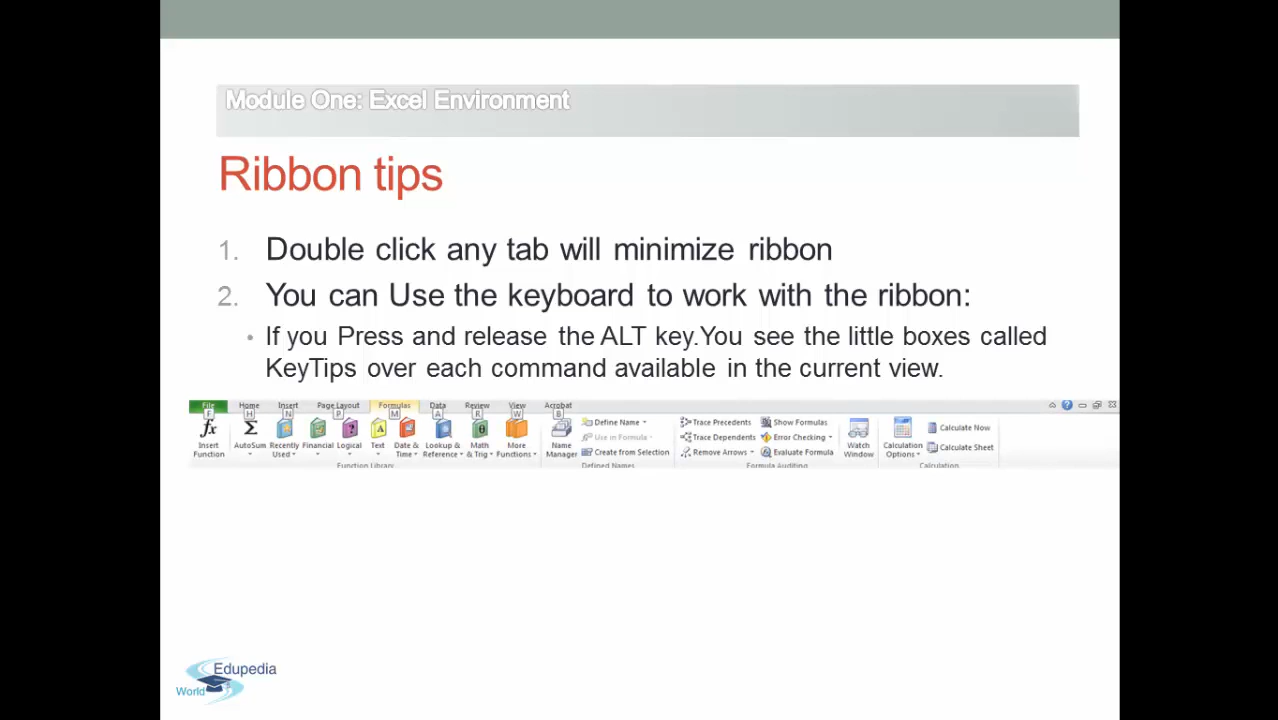 Module One: Excel Environment
Ribbon tips
1. Double click any tab will minimize ribbon
2. You can Use the keyboard to work with the ribbon:
• If you Press and release the ALT key.You see the little boxes called
KeyTips over each command available in the current view.
File Home Insert Page Layout Formulas Data Review View Acrobat
F H N P M A R W B
Insert Function
AutoSum
Recently Used
Financial
Logical
Text
Date & Time
Lookup & Reference
Math & Trig
More Functions
Function Library
Name Manager
Define Name
Use in Formula
Create from Selection
Defined Names
Trace Precedents
Trace Dependents
Remove Arrows
Show Formulas
Error Checking
Evaluate Formula
Formula Auditing
Watch Window
Calculation Options
Calculate Now
Calculate Sheet
Calculation
Edupedia
World